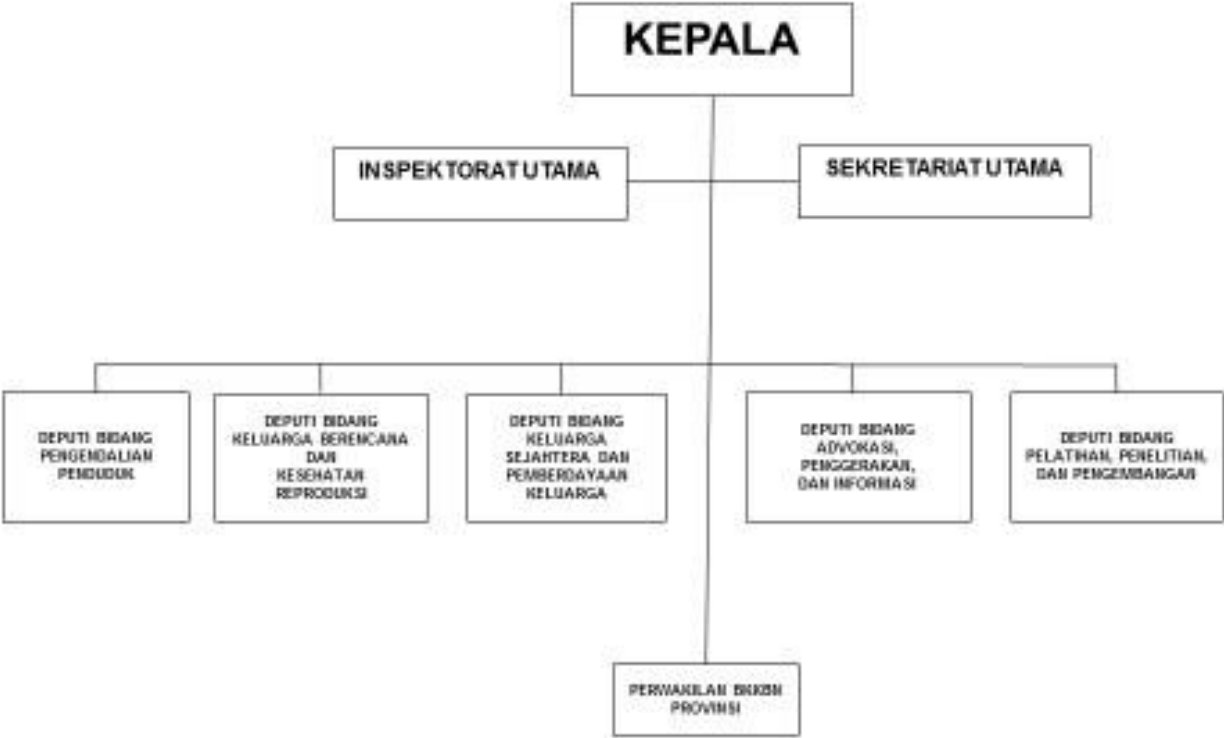 KEPALA
INSPEKTORAT UTAMA
SEKRETARIAT UTAMA
DEPUTI BIDANG
PENGENDALIAN
PENDUDUK
DEPUTI BIDANG
KELUARGA BERENCANA
DAN
KESEHATAN
REPRODUKSI
DEPUTI BIDANG
KELUARGA
SEJAHTERA DAN
PEMBERDAYAAN
KELUARGA
DEPUTI BIDANG
ADVOKASI,
PENGGERAKAN,
DAN INFORMASI
DEPUTI BIDANG
PELATIHAN, PENELITIAN,
DAN PENGEMBANGAN
PERWAKILAN BKKBN
PROVINSI